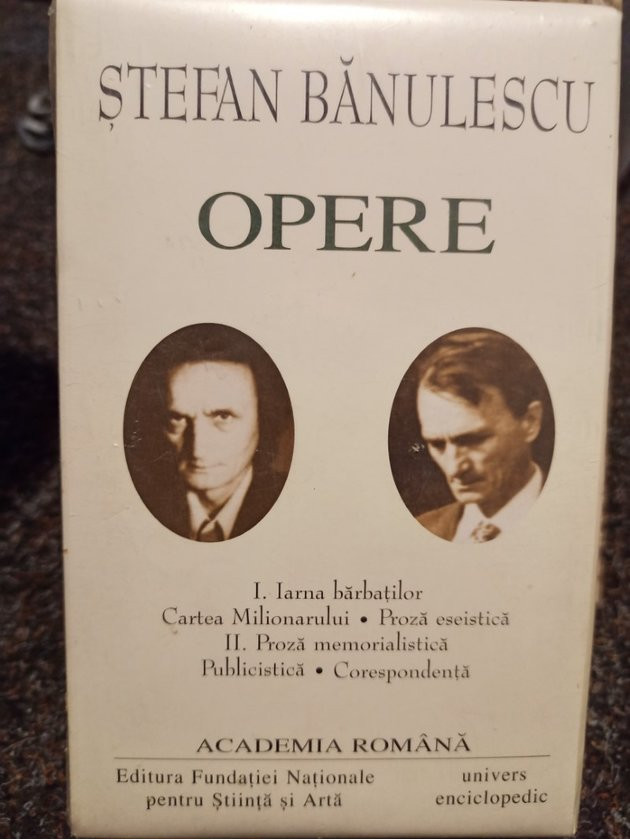 ȘTEFAN BĂNULESCU
OPERE
I. Iarna bărbaților
Cartea Milionarului • Proză eseistică
II. Proză memorialistică
Publicistică • Corespondență
ACADEMIA ROMÂNĂ
Editura Fundației Naționale
pentru Știință și Artă
univers
enciclopedic